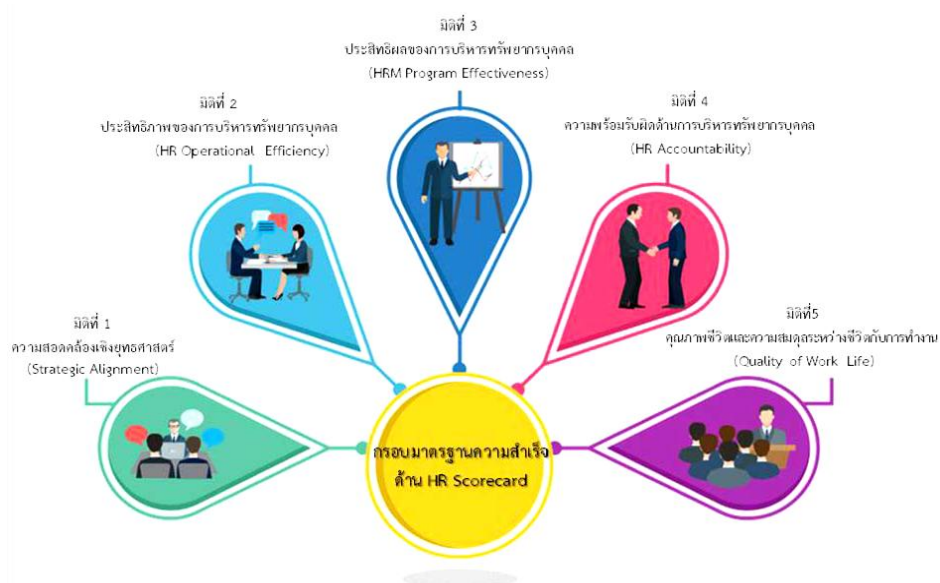 มิติที่ 1
ความสอดคล้องเชิงยุทธศาสตร์
(Strategic Alignment)
มิติที่ 2
ประสิทธิภาพของการบริหารทรัพยากรบุคคล
(HR Operational Efficiency)
มิติที่ 3
ประสิทธิผลของการบริหารทรัพยากรบุคคล
(HRM Program Effectiveness)
มิติที่ 4
ความพร้อมรับผิดด้านการบริหารทรัพยากรบุคคล
(HR Accountability)
มิติที่5
คุณภาพชีวิตและความสมดุลระหว่างชีวิตกับการทำงาน
(Quality of Work Life)
กรอบมาตรฐานความสำเร็จ
ด้าน HR Scorecard